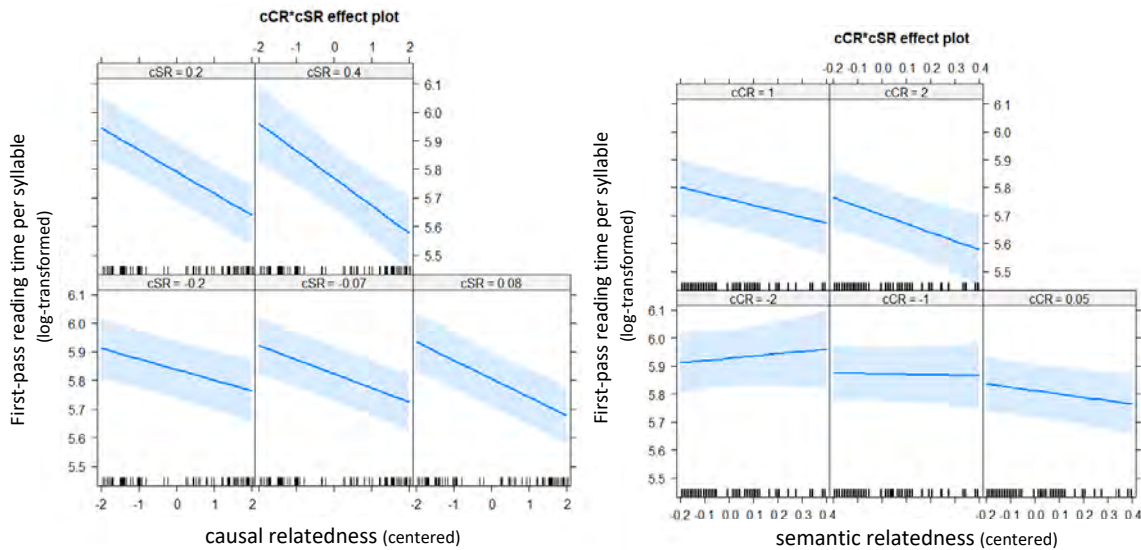 cCR*cSR effect plot
-2 -1 0 1 2
cSR = 0.2 cSR = 0.4
6.1
6.0
5.9
5.8
5.7
5.6
5.5
cSR = -0.2 cSR = -0.07 cSR = 0.08
6.1
6.0
5.9
5.8
5.7
5.6
5.5
-2 -1 0 1 2 -2 -1 0 1 2
First-pass reading time per syllable
(log-transformed)
causal relatedness (centered)
cCR*cSR effect plot
-0.2 -0.1 0.0 0.1 0.2 0.3 0.4
cCR = 1 cCR = 2
6.1
6.0
5.9
5.8
5.7
5.6
5.5
cCR = -2 cCR = -1 cCR = 0.05
6.1
6.0
5.9
5.8
5.7
5.6
5.5
-0.2 -0.1 0.0 0.1 0.2 0.3 0.4 -0.2 -0.1 0.0 0.1 0.2 0.3 0.4
First-pass reading time per syllable
(log-transformed)
semantic relatedness (centered)